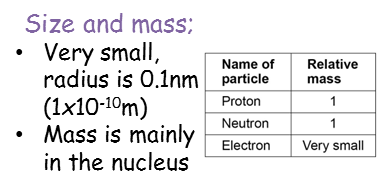 Size and mass:
• Very small,
radius is 0.1nm
(1x10⁻¹⁰m)
• Mass is mainly
in the nucleus
Name of particle Relative mass
Proton 1
Neutron 1
Electron Very small